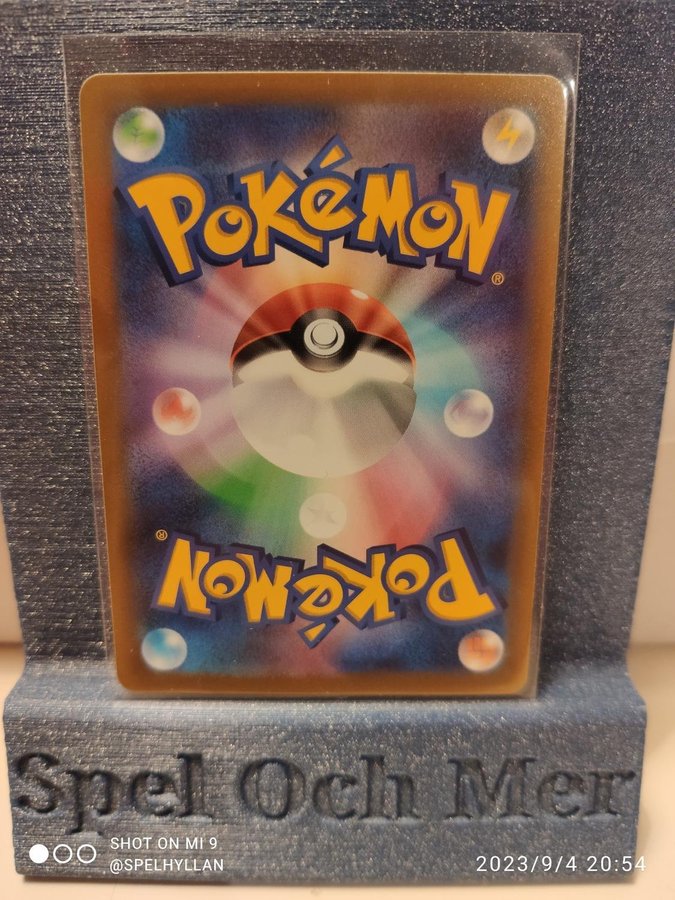 POKéMON®
POKéMON®
Spel Och Mer
SHOT ON MI 9
@SPELHYLLAN
2023/9/4 20:54